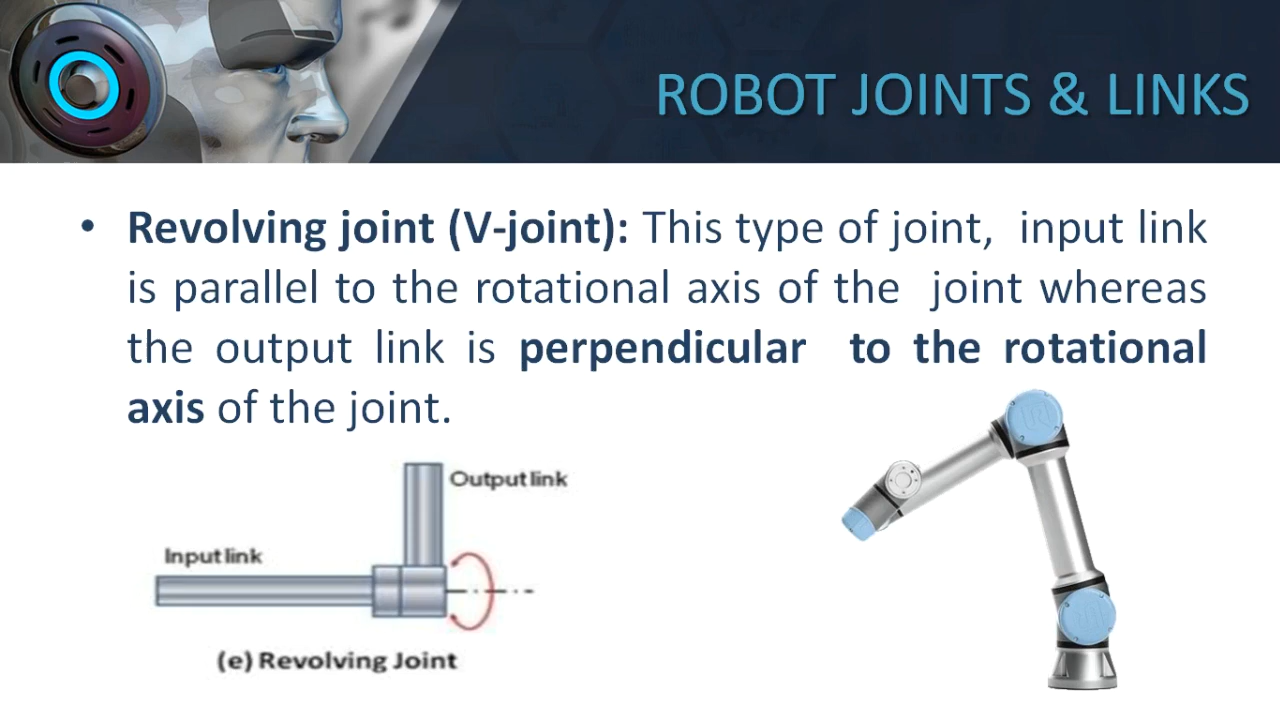 ROBOT JOINTS & LINKS
• Revolving joint (V-joint): This type of joint, input link
is parallel to the rotational axis of the joint whereas
the output link is perpendicular to the rotational
axis of the joint.
Output link
Input link
(e) Revolving Joint